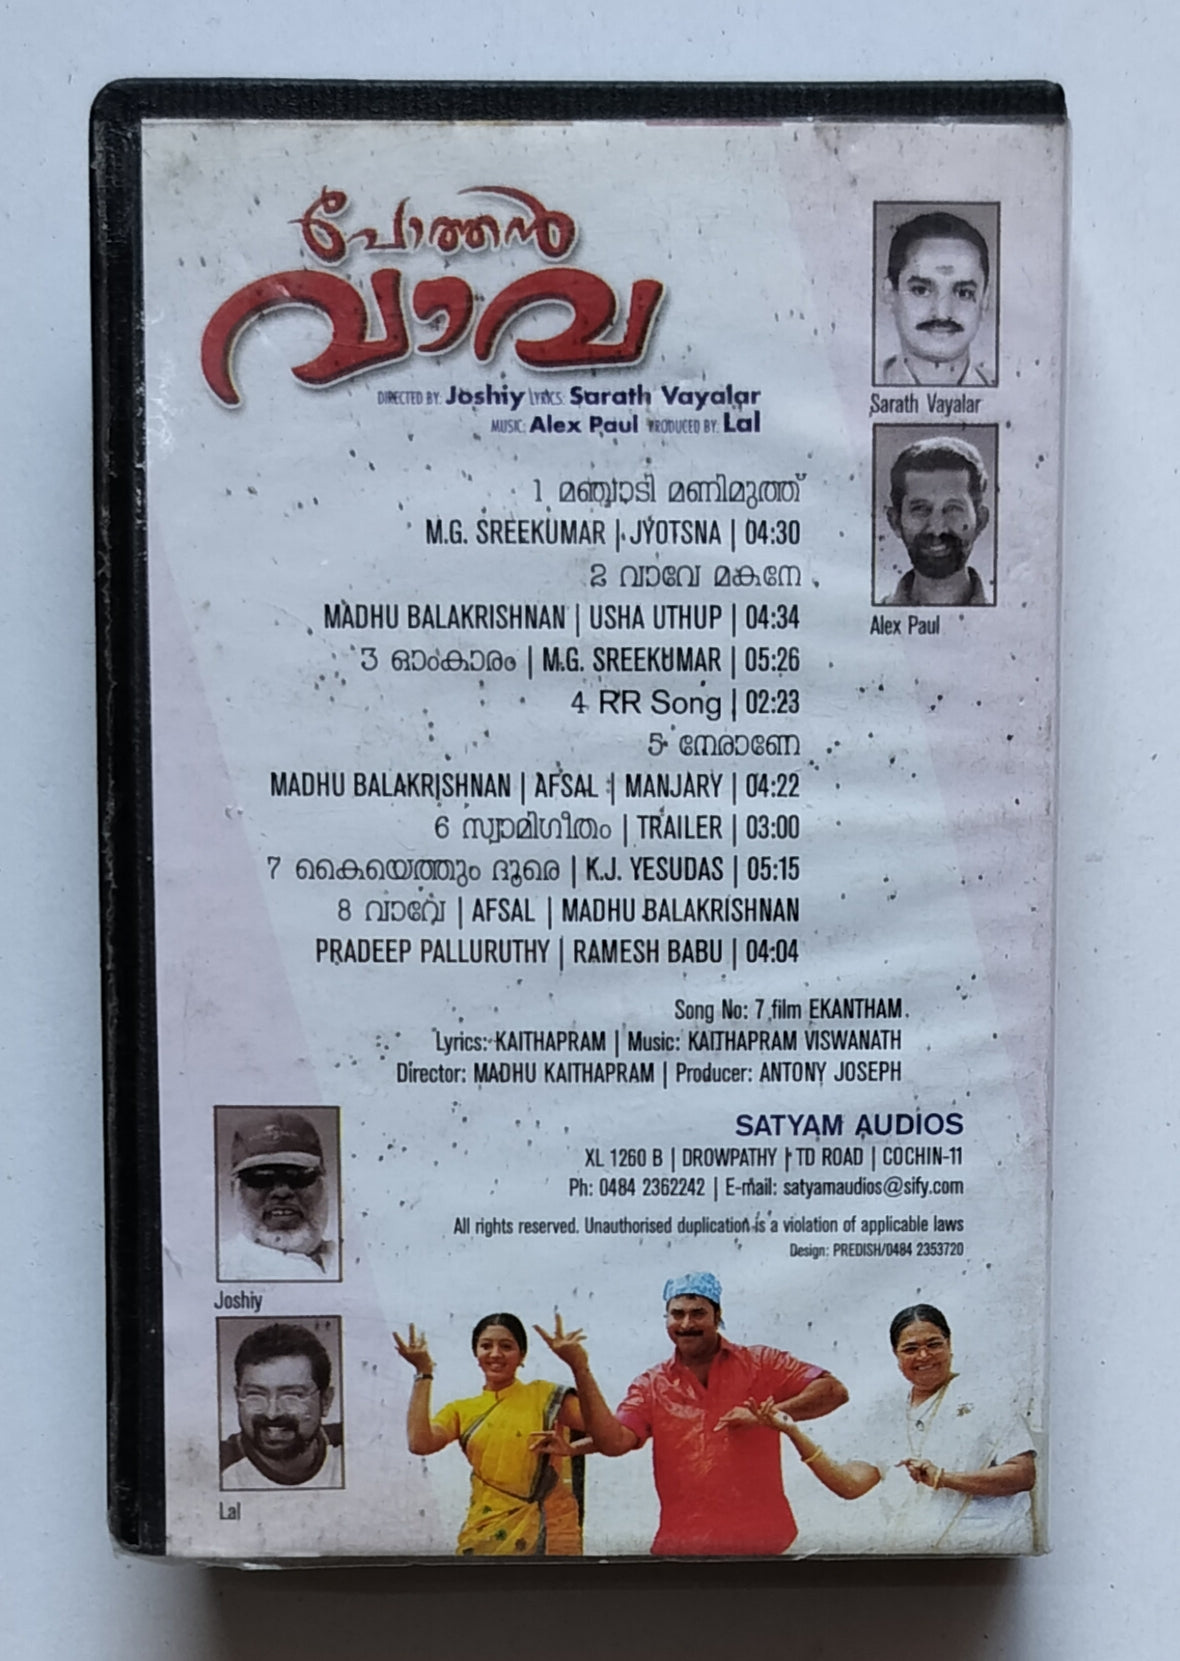 പോത്തൻ
വാവ
DIRECTED BY: Joshiy LYRICS: Sarath Vayalar
MUSIC: Alex Paul PRODUCED BY: Lal
Sarath Vayalar
Alex Paul
1 മഞ്ചാടി മണിമുത്ത്
M.G. SREEKUMAR | JYOTSNA | 04:30
2 വാവേ മകനേ
MADHU BALAKRISHNAN | USHA UTHUP | 04:34
3 ഓംകാരം | M.G. SREEKUMAR | 05:26
4 RR Song | 02:23
5 നേരാണേ
MADHU BALAKRISHNAN | AFSAL | MANJARY | 04:22
6 സ്വാമിഗീതം | TRAILER | 03:00
7 കൈയെത്തും ദൂരെ | K.J. YESUDAS | 05:15
8 വാവേ | AFSAL | MADHU BALAKRISHNAN
PRADEEP PALLURUTHY | RAMESH BABU | 04:04
Song No: 7 film EKANTHAM
Lyrics: KAITHAPRAM | Music: KAITHAPRAM VISWANATH
Director: MADHU KAITHAPRAM | Producer: ANTONY JOSEPH
SATYAM AUDIOS
XL 1260 B | DROWPATHY | TD ROAD | COCHIN-11
Ph: 0484 2362242 | E-mail: satyamaudios@sify.com
All rights reserved. Unauthorised duplication is a violation of applicable laws
Design: PREDISH/0484 2353720
Joshiy
Lal